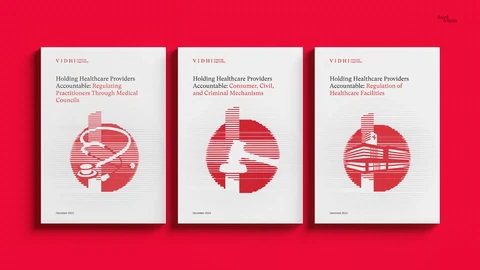 VIDHI
Holding Healthcare Providers
Accountable: Regulating
Practitioners Through Medical
Councils
VIDHI
Holding Healthcare Providers
Accountable: Consumer, Civil,
and Criminal Mechanisms
VIDHI
Holding Healthcare Providers
Accountable: Regulation of
Healthcare Facilities